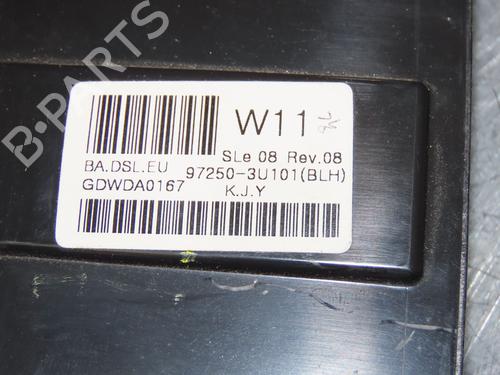 B-PARTS
W11
SLe 08 Rev.08
BA.DSL.EU
97250-3U101(BLH)
GDWDA0167
K.J.Y